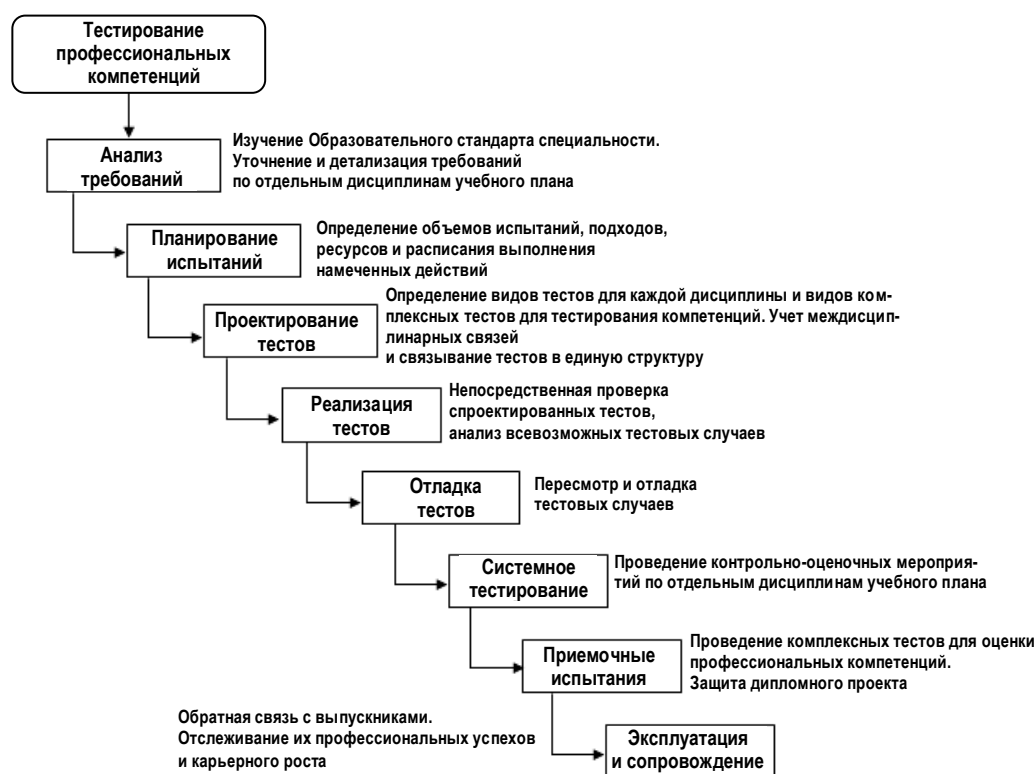 Тестирование
профессиональных
компетенций
Анализ
требований
Изучение Образовательного стандарта специальности.
Уточнение и детализация требований
по отдельным дисциплинам учебного плана
Планирование
испытаний
Определение объемов испытаний, подходов,
ресурсов и расписания выполнения
намеченных действий
Проектирование
тестов
Определение видов тестов для каждой дисциплины и видов ком-
плексных тестов для тестирования компетенций. Учет междисцип-
линарных связей
и связывание тестов в единую структуру
Реализация
тестов
Непосредственная проверка
спроектированных тестов,
анализ всевозможных тестовых случаев
Отладка
тестов
Пересмотр и отладка
тестовых случаев
Системное
тестирование
Проведение контрольно-оценочных мероприя-
тий по отдельным дисциплинам учебного плана
Приемочные
испытания
Проведение комплексных тестов для оценки
профессиональных компетенций.
Защита дипломного проекта
Обратная связь с выпускниками.
Отслеживание их профессиональных успехов
и карьерного роста
Эксплуатация
и сопровождение